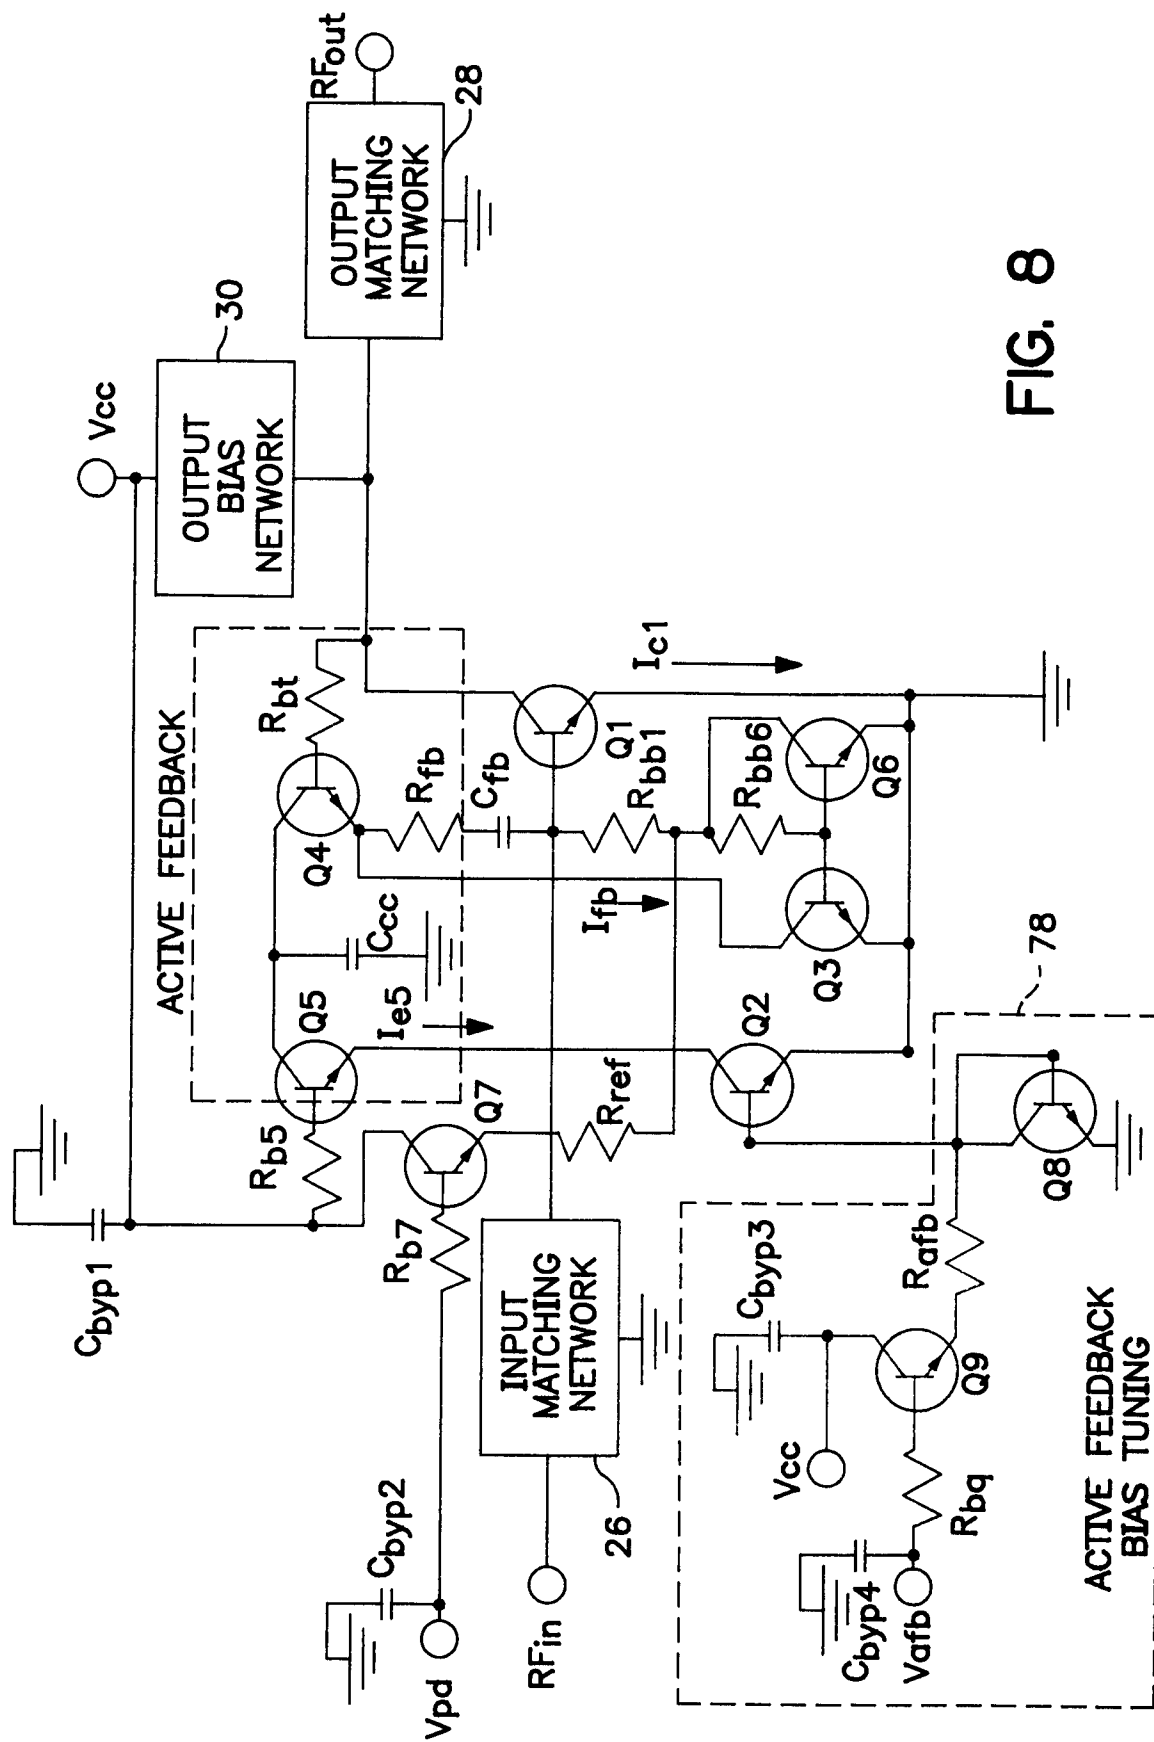 Cbyp1
Vcc
30
OUTPUT
BIAS
NETWORK
RFout
OUTPUT
MATCHING
NETWORK
28
ACTIVE FEEDBACK
Rb5
Q5
Ie5
Ccc
Q4
Rbt
Rfb
Cfb
Q1
Ic1
Vpd
Cbyp2
Rb7
Q7
Rref
Ifb
Rbb1
Rbb6
Q6
Q3
Q2
RFin
26
INPUT
MATCHING
NETWORK
78
Cbyp3
Vcc
Cbyp4
Vafb
Rbq
Q9
Rafb
Q8
ACTIVE FEEDBACK
BIAS TUNING
FIG. 8